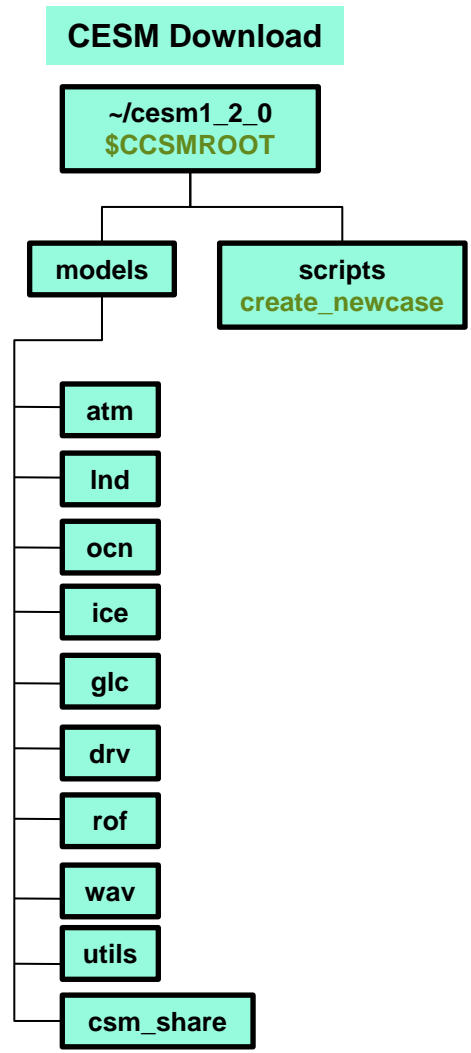 CESM Download
~/cesm1_2_0
$CCSMROOT
models
scripts
create_newcase
atm
lnd
ocn
ice
glc
drv
rof
wav
utils
csm_share